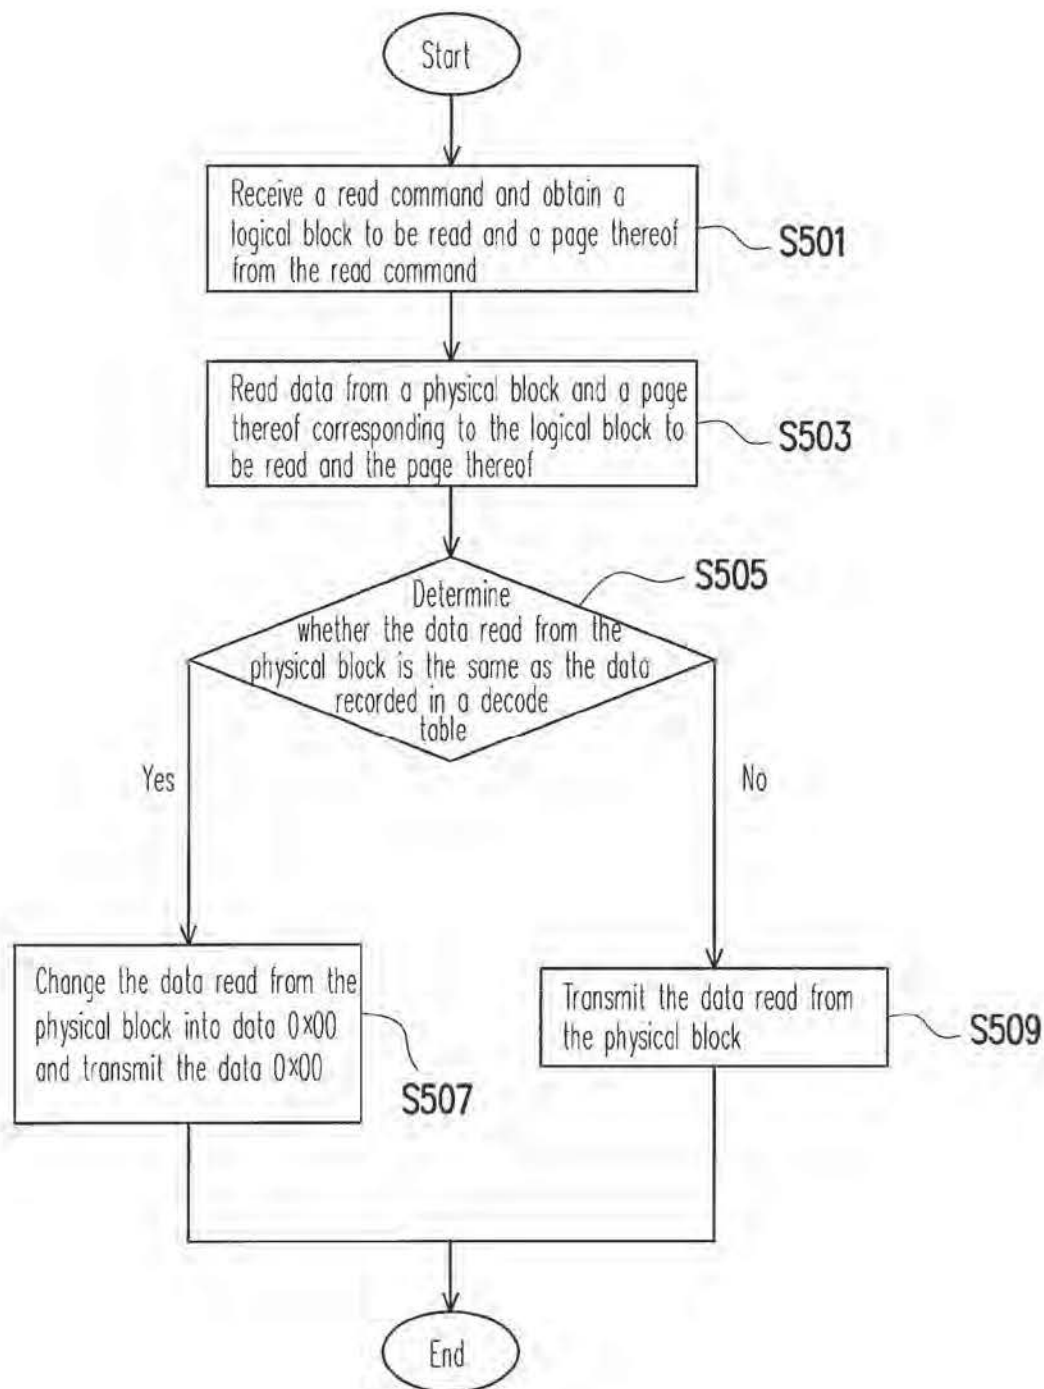 Start
Receive a read command and obtain a
logical block to be read and a page thereof
from the read command
S501
Read data from a physical block and a page
thereof corresponding to the logical block to
be read and the page thereof
S503
S505
Determine
whether the data read from the
physical block is the same as the data
recorded in a decode
table
Yes
No
Change the data read from the
physical block into data 0×00
and transmit the data 0×00
S507
Transmit the data read from
the physical block
S509
End